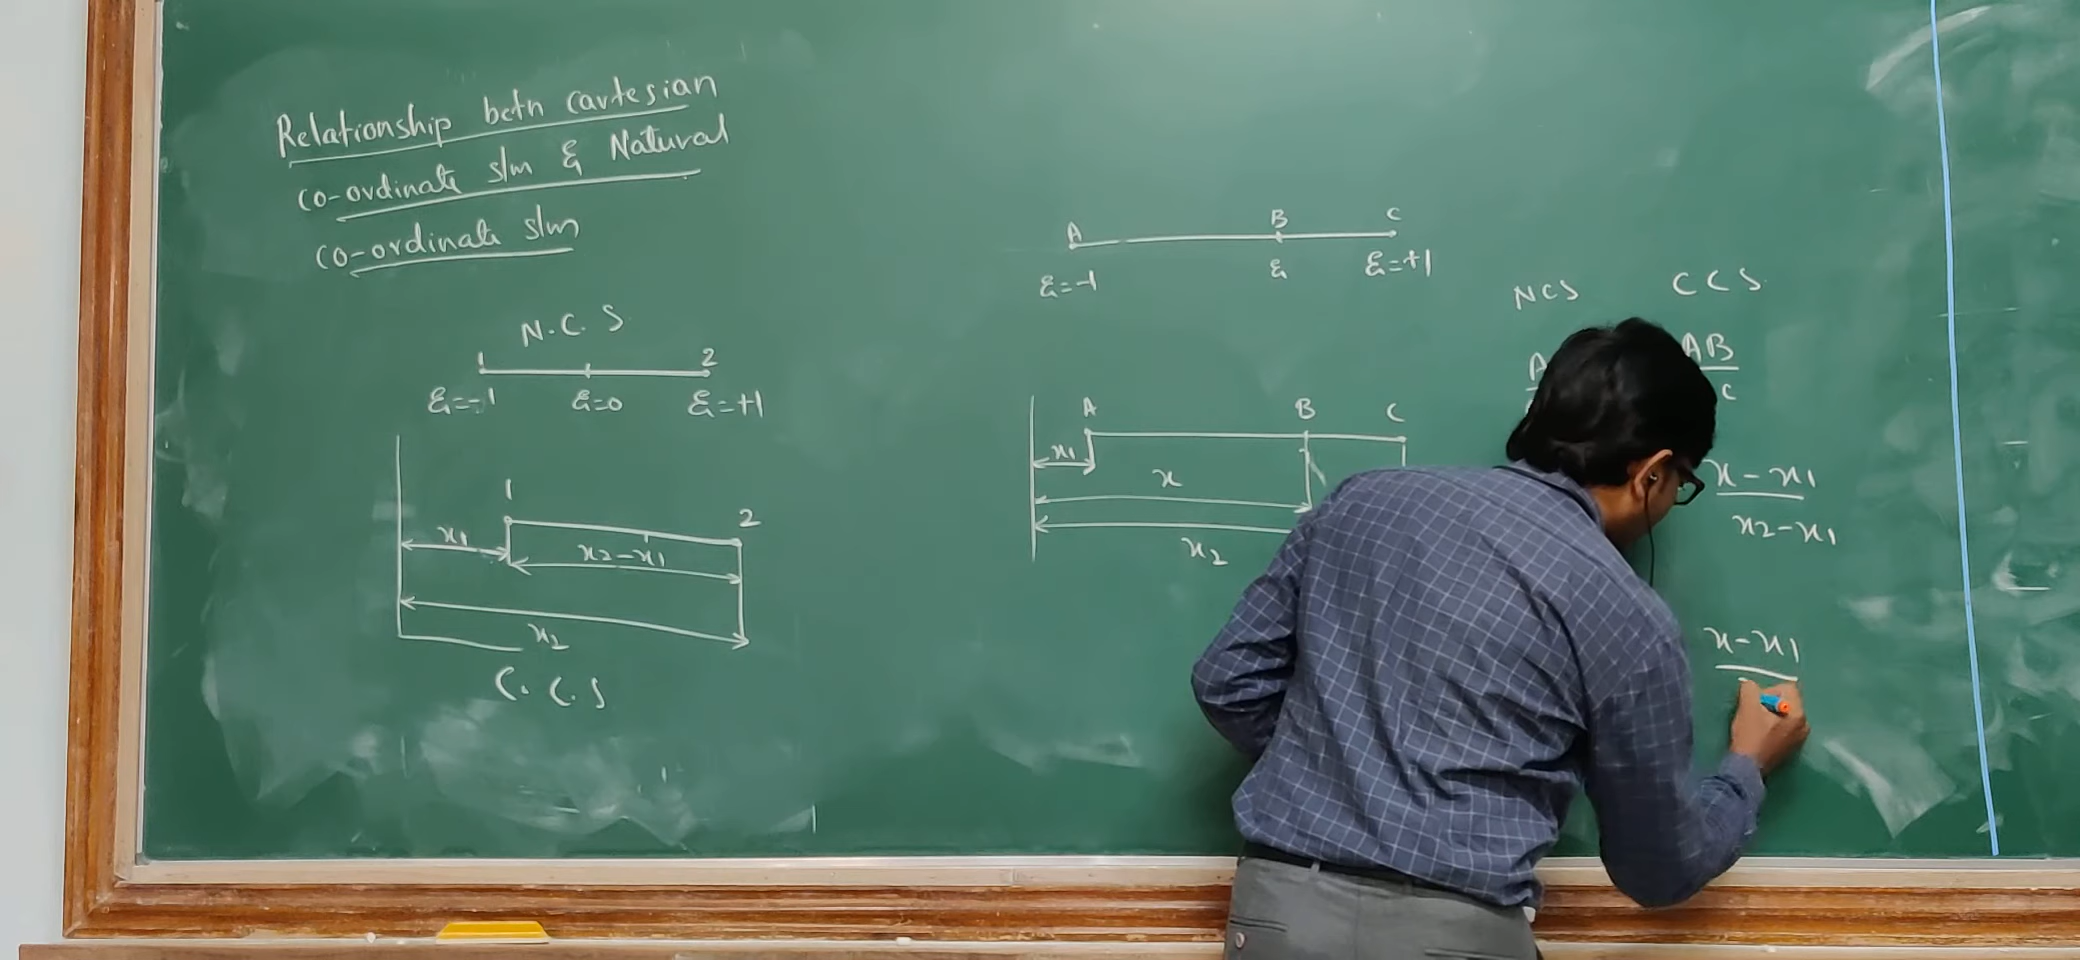 Relationship betn Cartesian
co-ordinate s/m & Natural
co-ordinate s/m
N.C.S
1 2
ξ=-1 ξ=0 ξ=+1
1
2
x1 x2-x1
x2
C.C.S
A B C
ξ=-1 ξ ξ=+1
A B C
x1
x
x2
NCS CCS
A AB
C
x-x1
x2-x1
x-x1